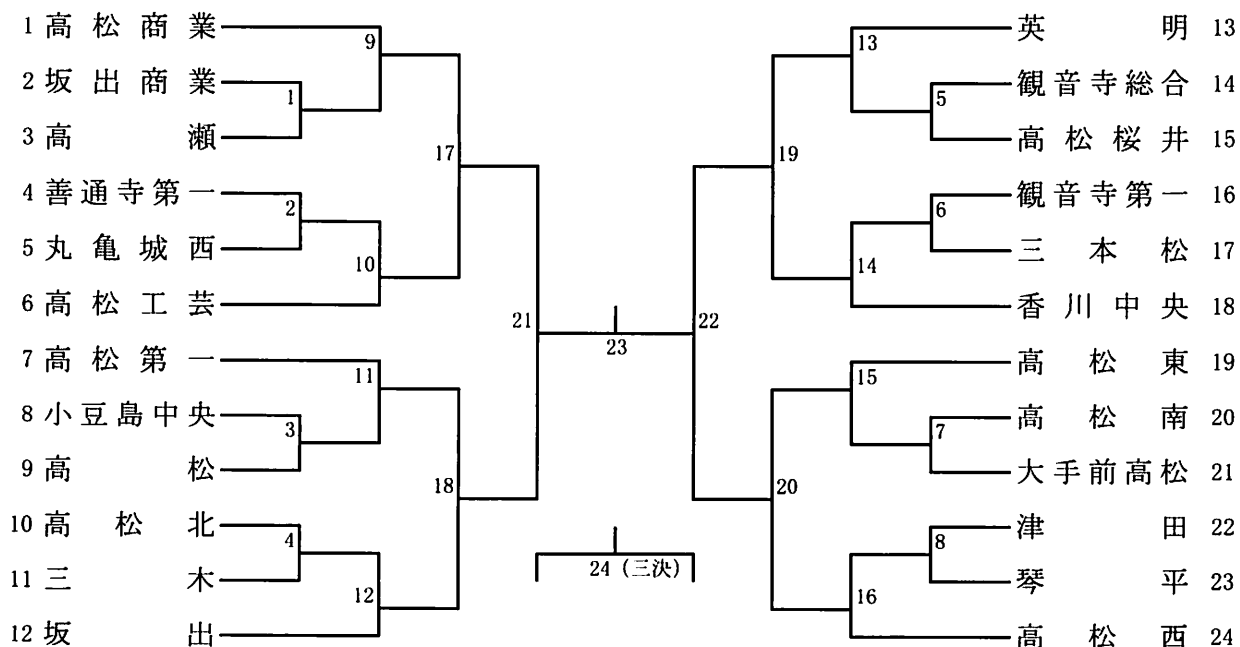 1 高松商業
9
2 坂出商業
1
3 高瀬
17
4 善通寺第一
2
5 丸亀城西
10
6 高松工芸
21
7 高松第一
11
8 小豆島中央
3
9 高松
18
10 高松北
4
11 三木
12
12 坂出
23
24 (三決)
22
英明 13
13
観音寺総合 14
5
高松桜井 15
19
観音寺第一 16
6
三本松 17
14
香川中央 18
高松東 19
15
高松南 20
7
大手前高松 21
20
津田 22
8
琴平 23
16
高松西 24